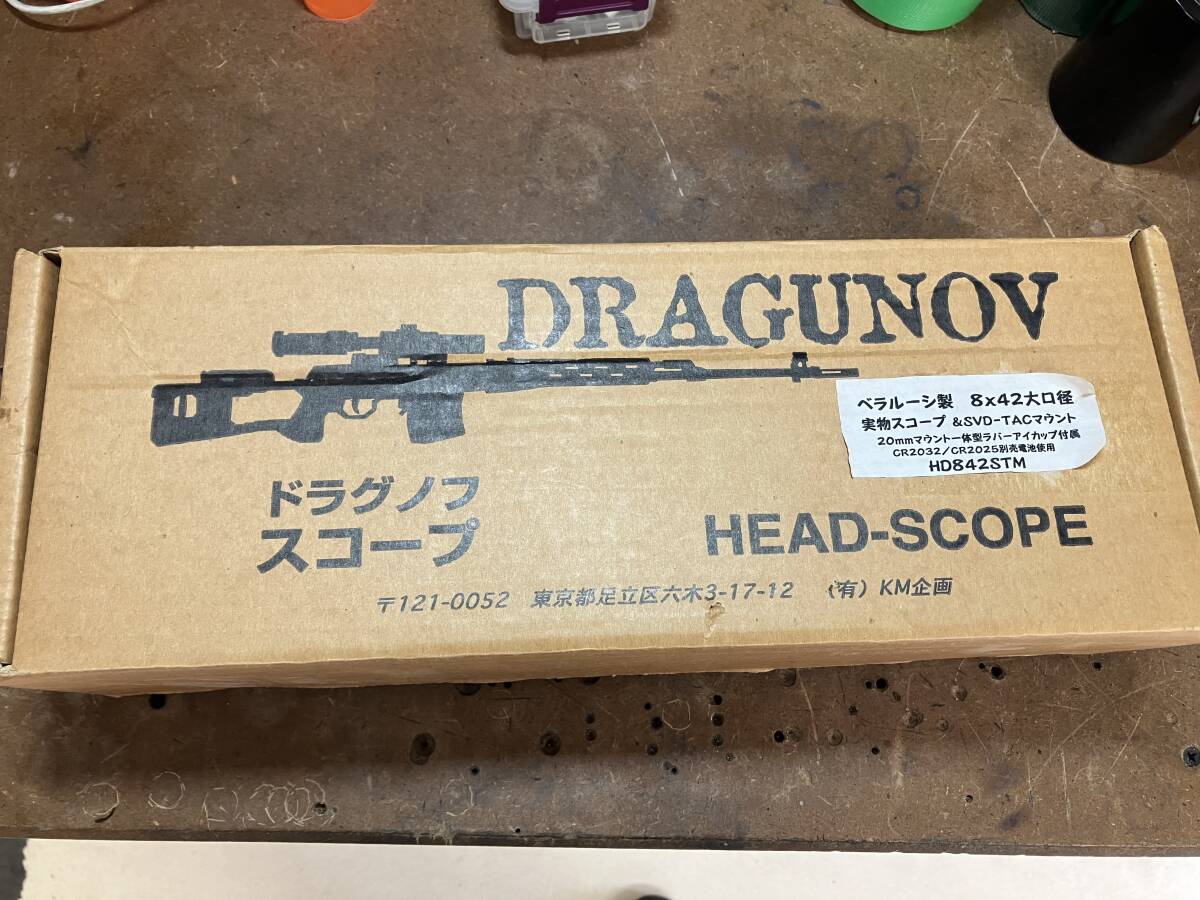 DRAGUNOV
ベラルーシ製 8x42大口径
実物スコープ &SVD-TACマウント
20mmマウント一体型ラバーアイカップ付属
CR2032/CR2025別売電池使用
HD842STM
ドラグノフ
スコープ
HEAD-SCOPE
〒121-0052 東京都足立区六木3-17-12 (有) KM企画